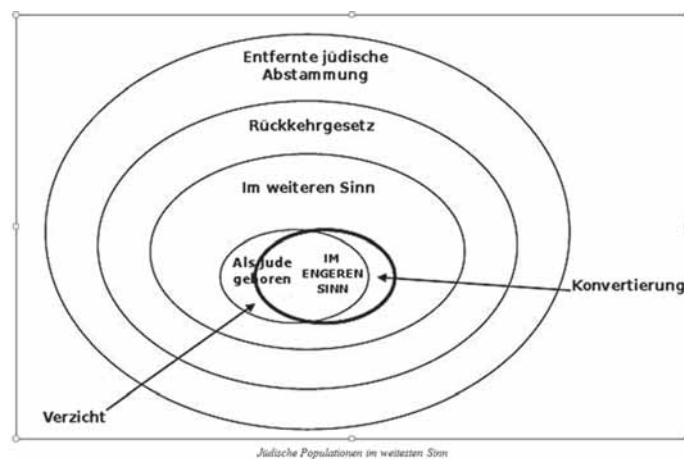 Entfernte jüdische
Abstammung
Rückkehrgesetz
Im weiteren Sinn
Als Jude
geboren
IM
ENGEREN
SINN
Konvertierung
Verzicht
Jüdische Populationen im weitesten Sinn